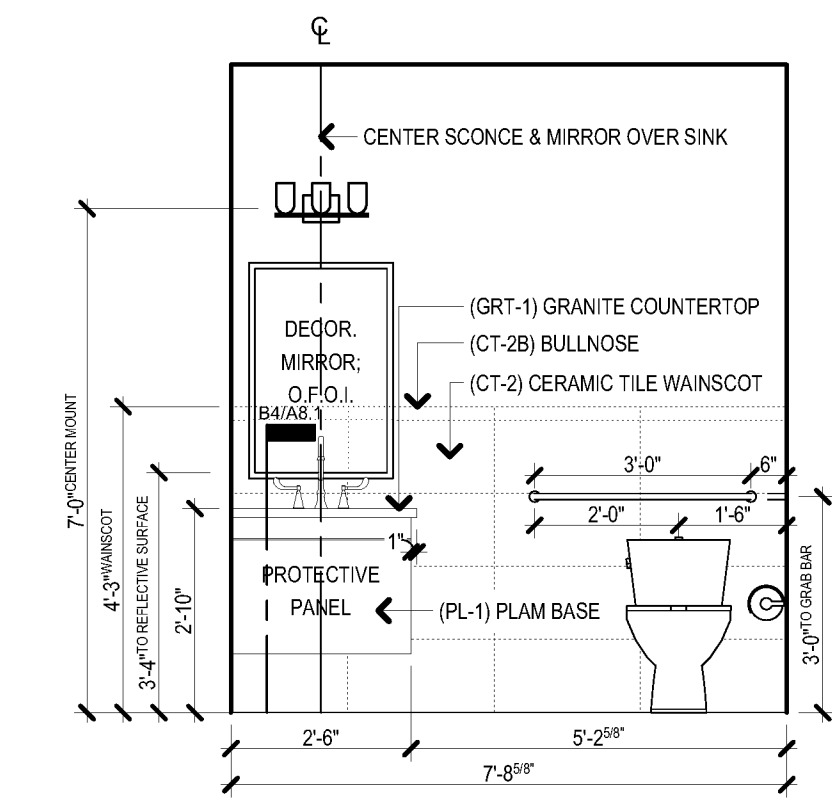 ℄
CENTER SCONCE & MIRROR OVER SINK
(GRT-1) GRANITE COUNTERTOP
DECOR.
MIRROR;
O.F.O.I.
(CT-2B) BULLNOSE
(CT-2) CERAMIC TILE WAINSCOT
B4/A8.1
7'-0" CENTER MOUNT
4'-3" WAINSCOT
3'-4" TO REFLECTIVE SURFACE
2'-10"
3'-0"
6"
2'-0"
1'-6"
1"
PROTECTIVE
PANEL
(PL-1) PLAM BASE
3'-0" TO GRAB BAR
2'-6"
5'-2 5/8"
7'-8 5/8"